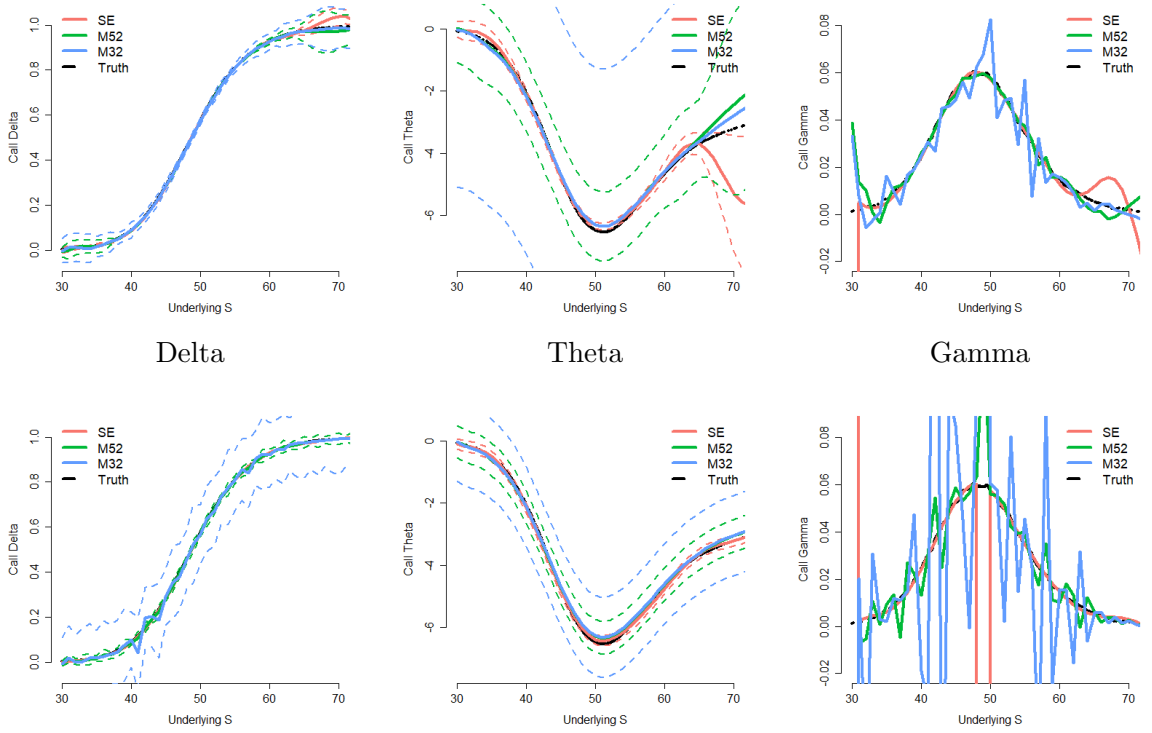 Call Delta
0.0 0.2 0.4 0.6 0.8 1.0
SE
M52
M32
Truth
30 40 50 60 70
Underlying S
Call Theta
-6 -4 -2 0
SE
M52
M32
Truth
30 40 50 60 70
Underlying S
Call Gamma
-0.02 0.00 0.02 0.04 0.06 0.08
SE
M52
M32
Truth
30 40 50 60 70
Underlying S
Delta
Theta
Gamma
Call Delta
0.0 0.2 0.4 0.6 0.8 1.0
SE
M52
M32
Truth
30 40 50 60 70
Underlying S
Call Theta
-6 -4 -2 0
SE
M52
M32
Truth
30 40 50 60 70
Underlying S
Call Gamma
-0.02 0.00 0.02 0.04 0.06 0.08
SE
M52
M32
Truth
30 40 50 60 70
Underlying S